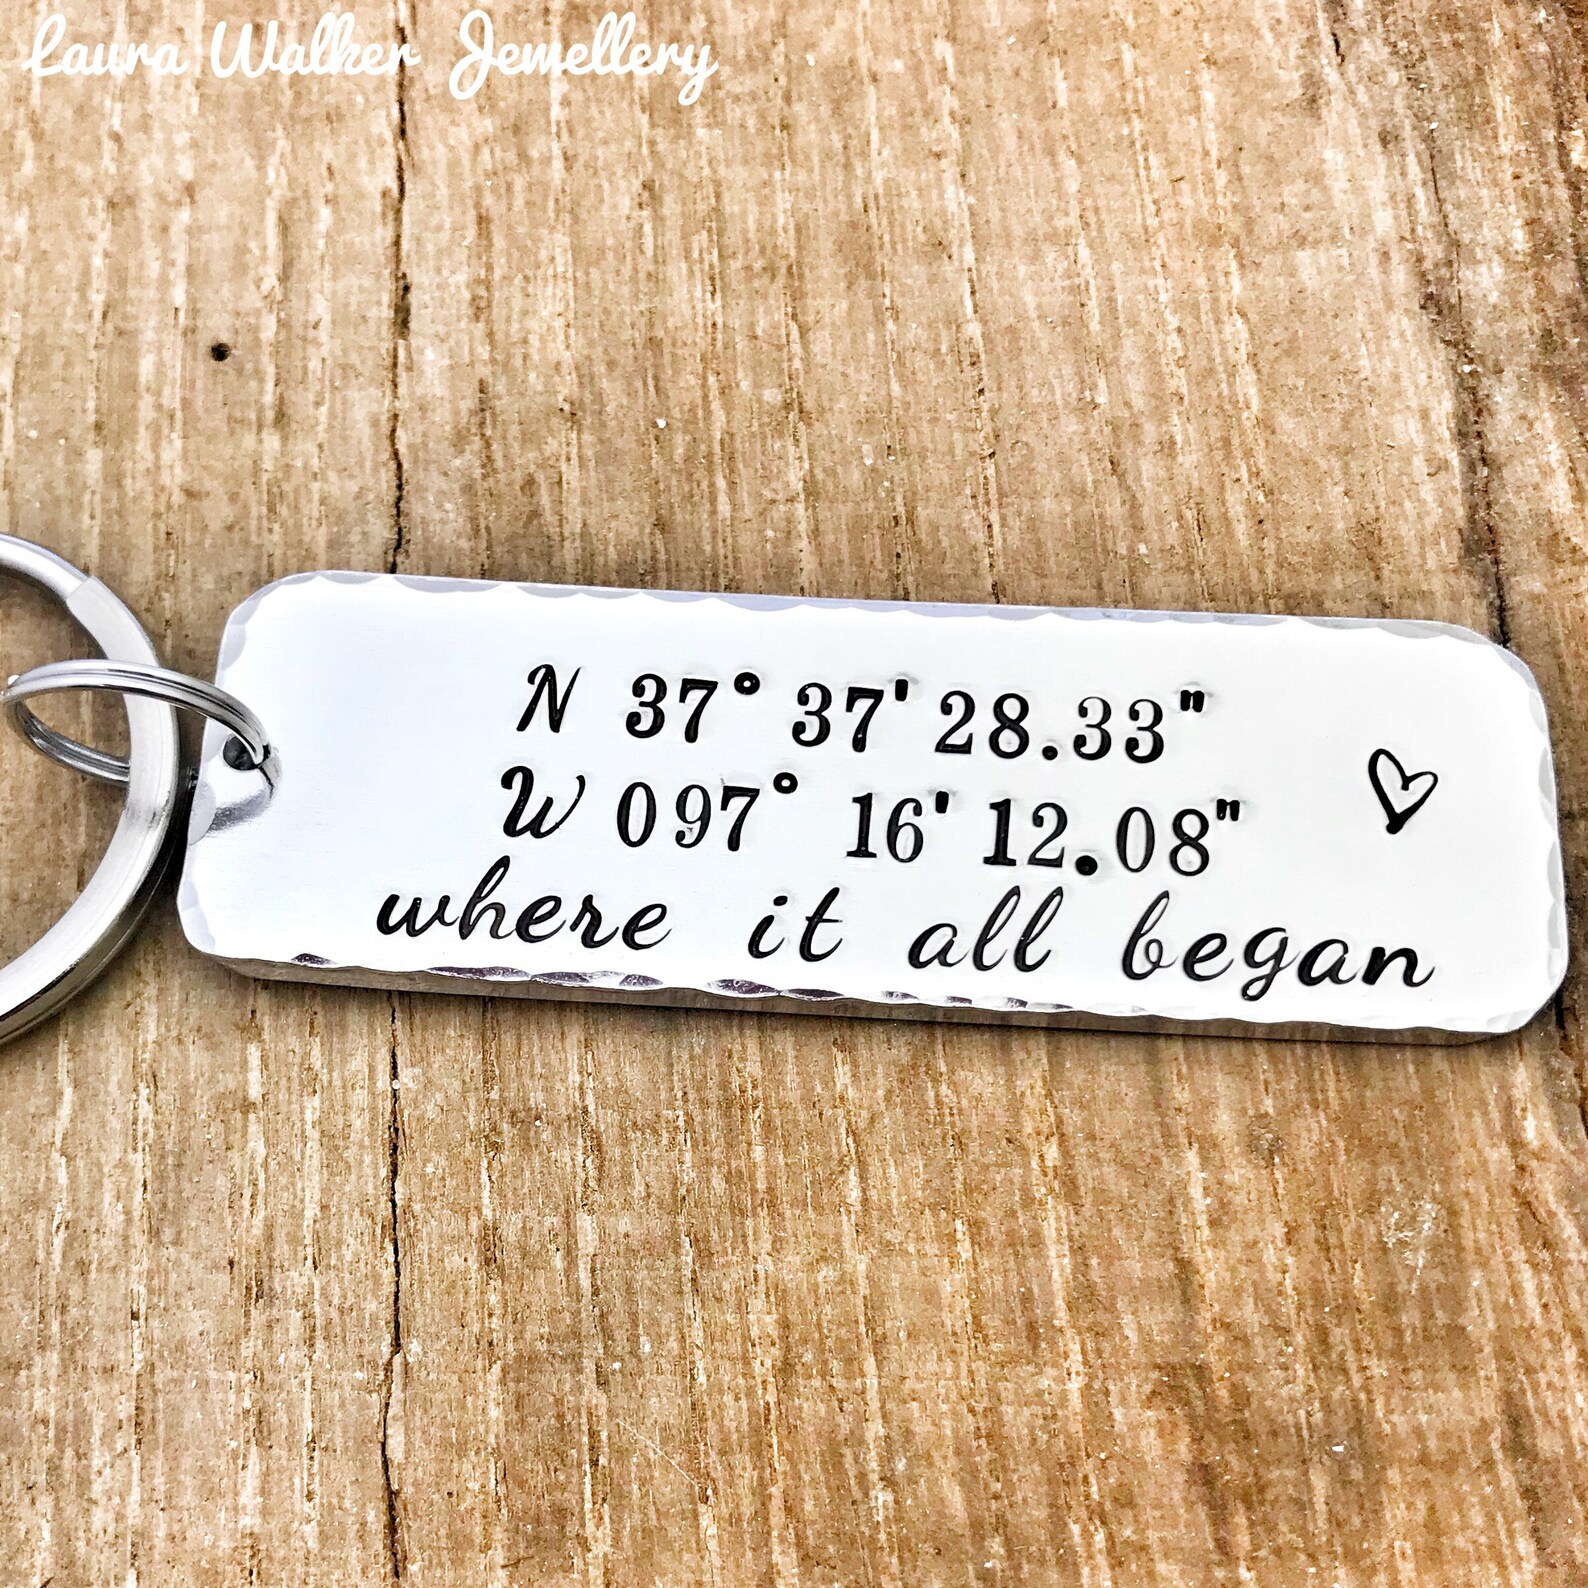 Laura Walker Jewellery
N 37° 37' 28.33"
W 097° 16' 12.08"
where it all began